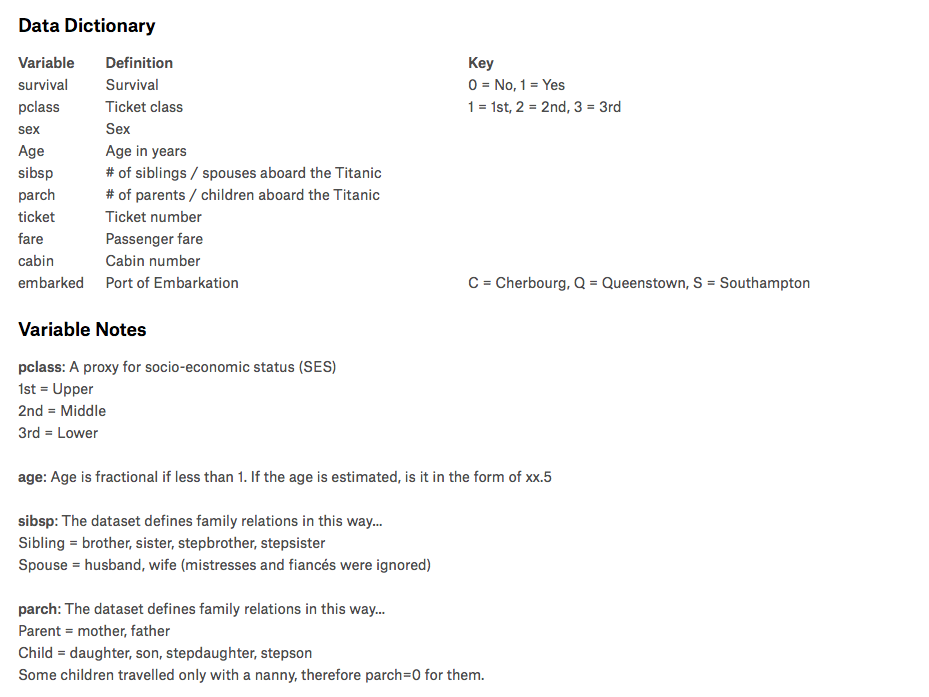 Data Dictionary
Variable Definition Key
survival Survival 0 = No, 1 = Yes
pclass Ticket class 1 = 1st, 2 = 2nd, 3 = 3rd
sex Sex
Age Age in years
sibsp # of siblings / spouses aboard the Titanic
parch # of parents / children aboard the Titanic
ticket Ticket number
fare Passenger fare
cabin Cabin number
embarked Port of Embarkation C = Cherbourg, Q = Queenstown, S = Southampton
Variable Notes
pclass: A proxy for socio-economic status (SES)
1st = Upper
2nd = Middle
3rd = Lower
age: Age is fractional if less than 1. If the age is estimated, is it in the form of xx.5
sibsp: The dataset defines family relations in this way...
Sibling = brother, sister, stepbrother, stepsister
Spouse = husband, wife (mistresses and fiancés were ignored)
parch: The dataset defines family relations in this way...
Parent = mother, father
Child = daughter, son, stepdaughter, stepson
Some children travelled only with a nanny, therefore parch=0 for them.